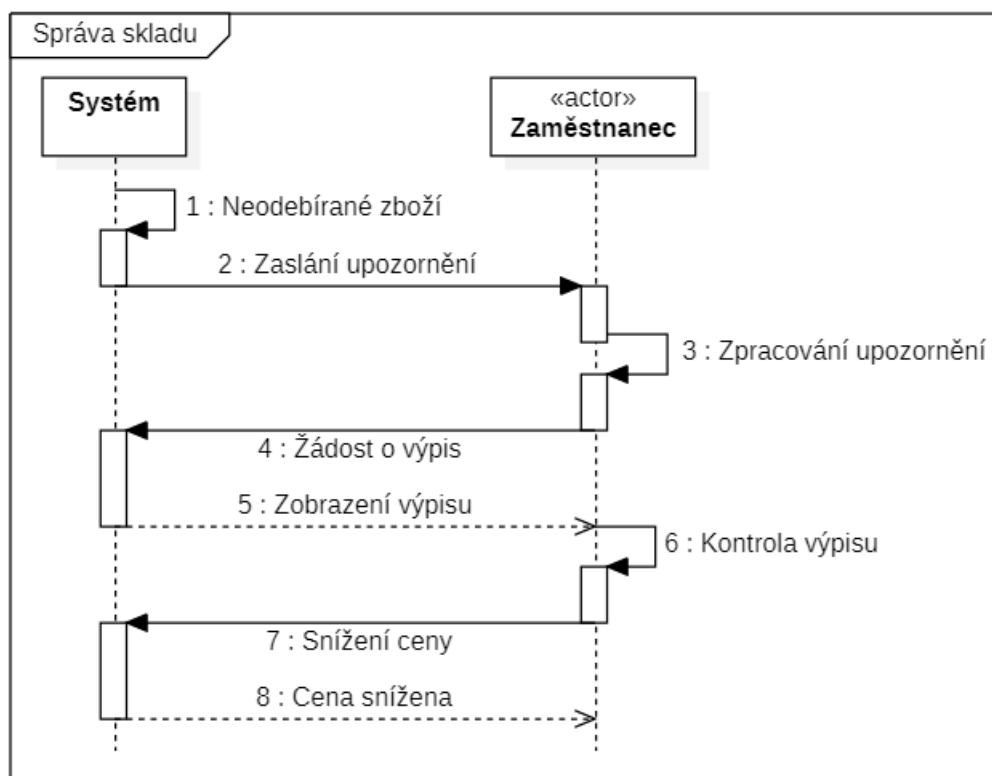 Správa skladu
Systém
«actor»
Zaměstnanec
1 : Neodebírané zboží
2 : Zaslání upozornění
3 : Zpracování upozornění
4 : Žádost o výpis
5 : Zobrazení výpisu
6 : Kontrola výpisu
7 : Snížení ceny
8 : Cena snížena